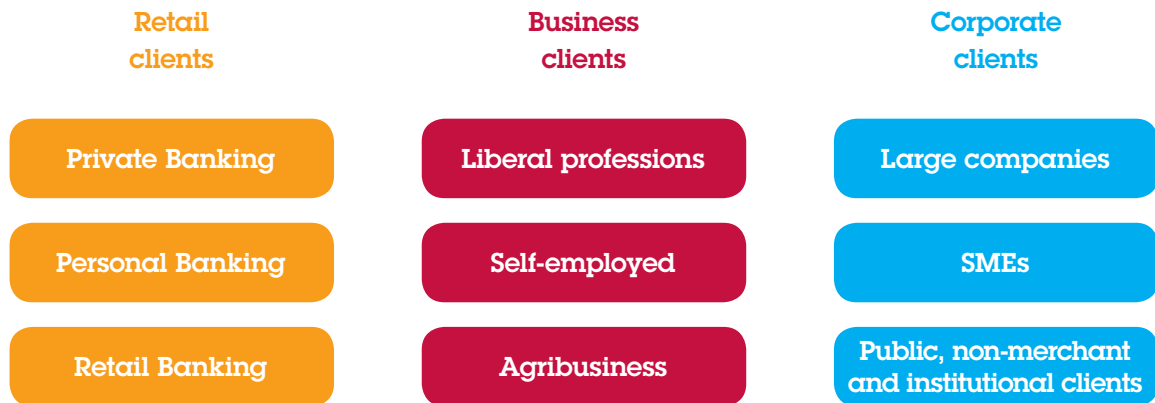 Retail
clients
Business
clients
Corporate
clients
Private Banking
Liberal professions
Large companies
Personal Banking
Self-employed
SMEs
Retail Banking
Agribusiness
Public, non-merchant
and institutional clients